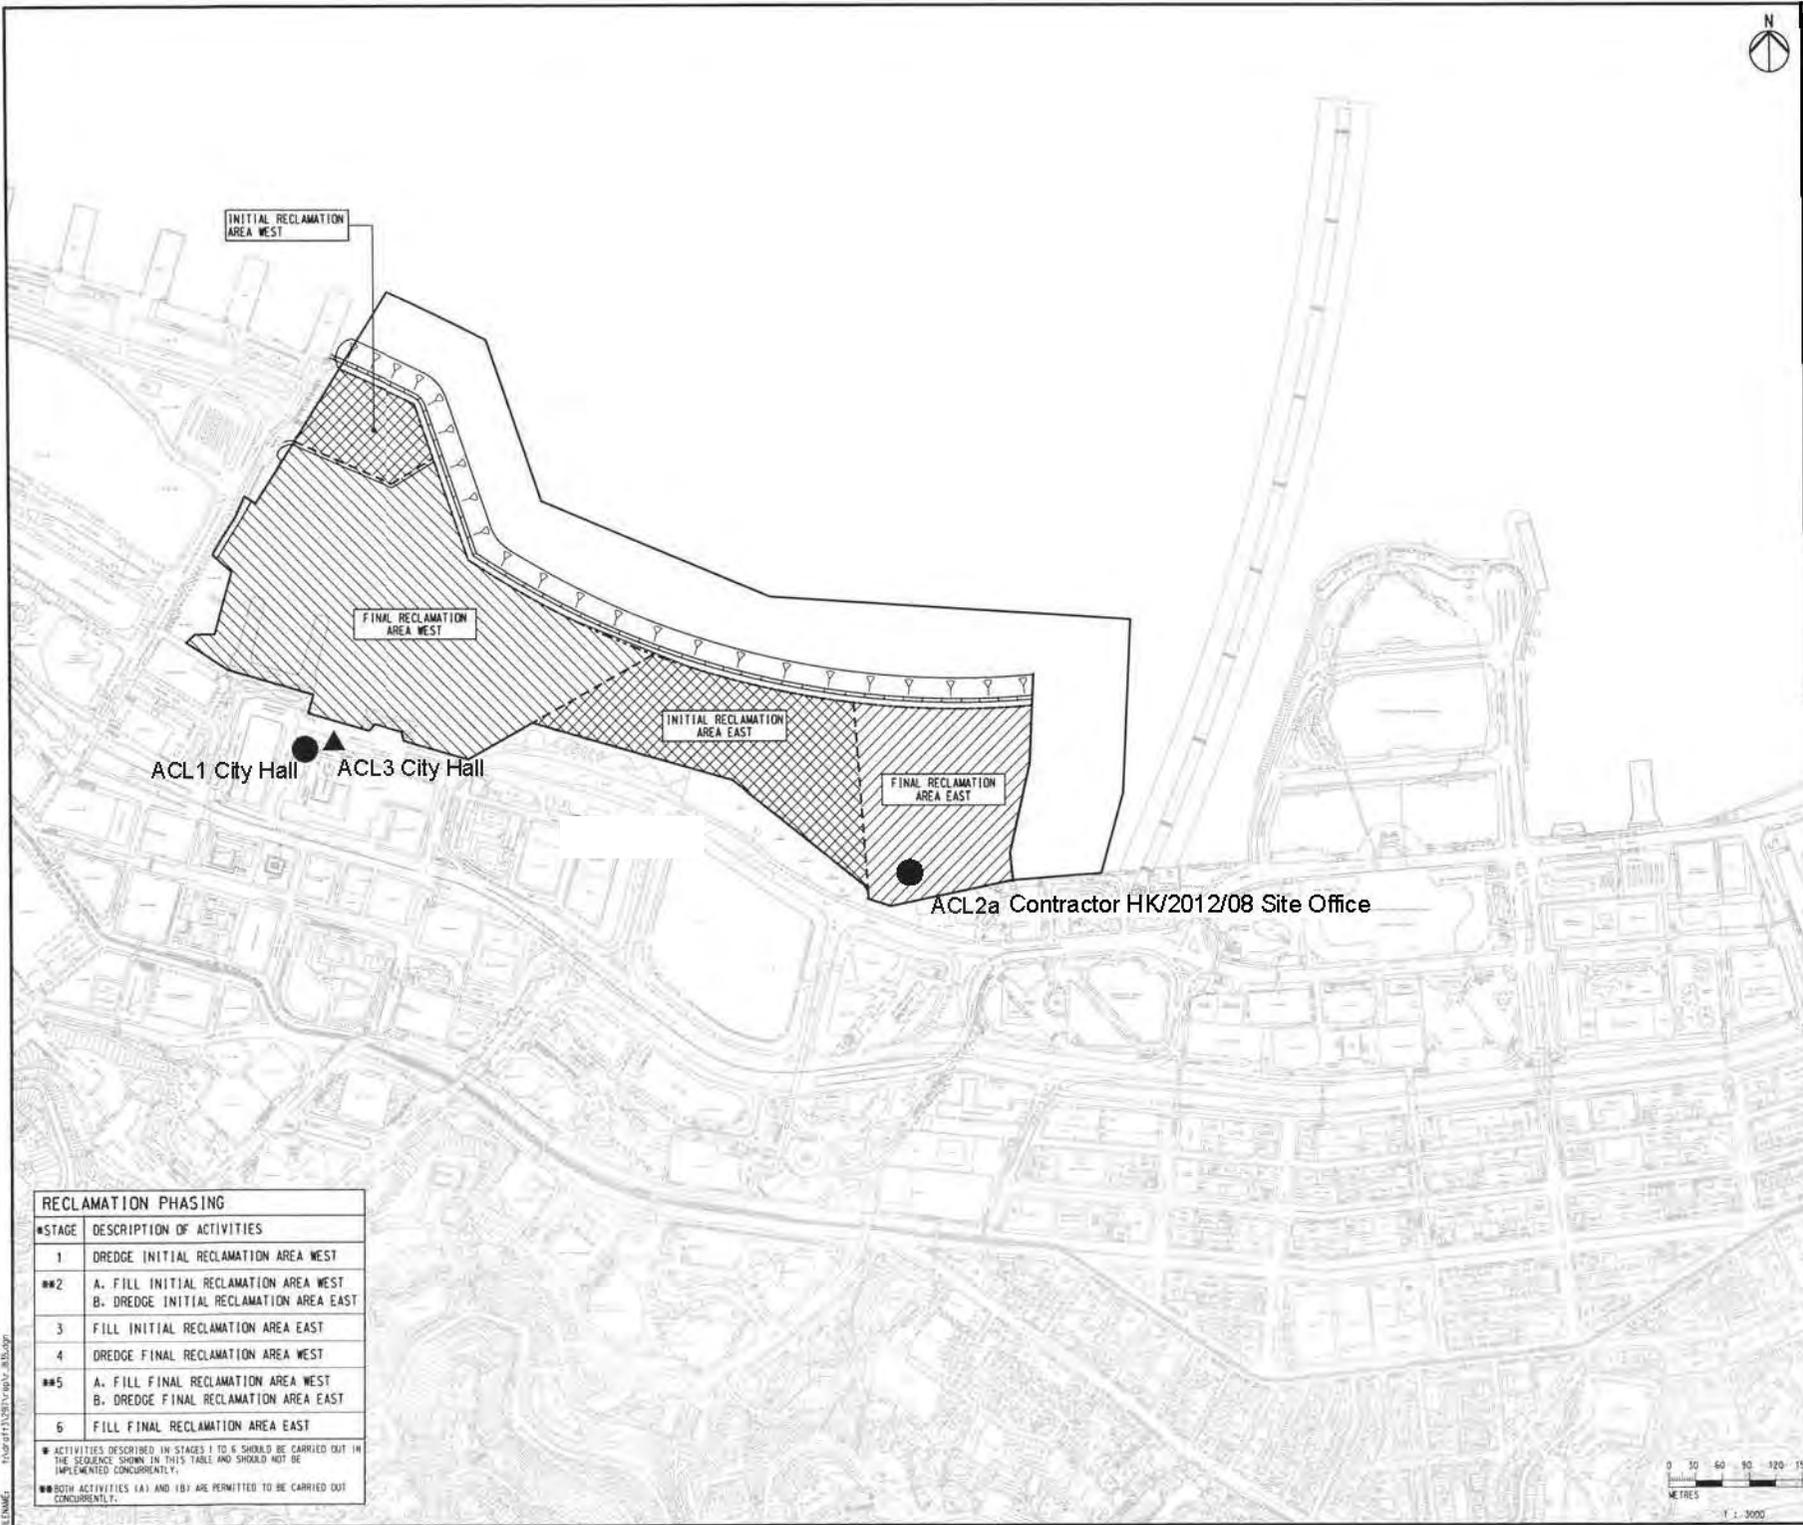 N
INITIAL RECLAMATION
AREA WEST
FINAL RECLAMATION
AREA WEST
INITIAL RECLAMATION
AREA EAST
FINAL RECLAMATION
AREA EAST
ACL1 City Hall
ACL3 City Hall
ACL2a Contractor HK/2012/08 Site Office
RECLAMATION PHASING
*STAGE DESCRIPTION OF ACTIVITIES
1 DREDGE INITIAL RECLAMATION AREA WEST
**2 A. FILL INITIAL RECLAMATION AREA WEST
B. DREDGE INITIAL RECLAMATION AREA EAST
3 FILL INITIAL RECLAMATION AREA EAST
4 DREDGE FINAL RECLAMATION AREA WEST
**5 A. FILL FINAL RECLAMATION AREA WEST
B. DREDGE FINAL RECLAMATION AREA EAST
6 FILL FINAL RECLAMATION AREA EAST
* ACTIVITIES DESCRIBED IN STAGES 1 TO 6 SHOULD BE CARRIED OUT IN
THE SEQUENCE SHOWN IN THIS TABLE AND SHOULD NOT BE
IMPLEMENTED CONCURRENTLY.
** BOTH ACTIVITIES (A) AND (B) ARE PERMITTED TO BE CARRIED OUT
CONCURRENTLY.
0 30 60 90 120
METRES
1 : 3000